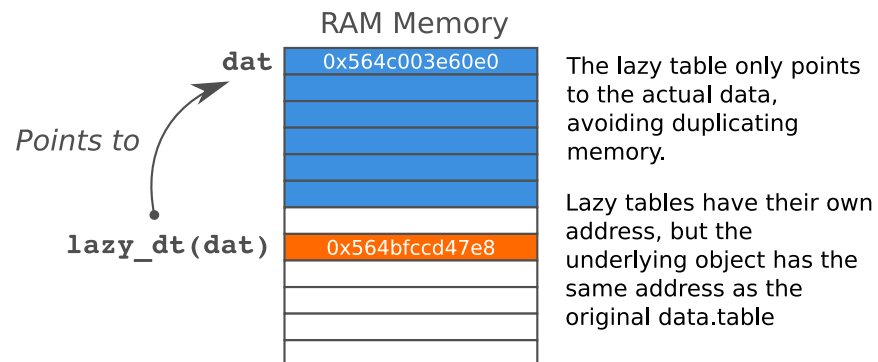 RAM Memory
dat
0x564c003e60e0
Points to
lazy_dt(dat)
0x564bfccd47e8
The lazy table only points
to the actual data,
avoiding duplicating
memory.
Lazy tables have their own
address, but the
underlying object has the
same address as the
original data.table